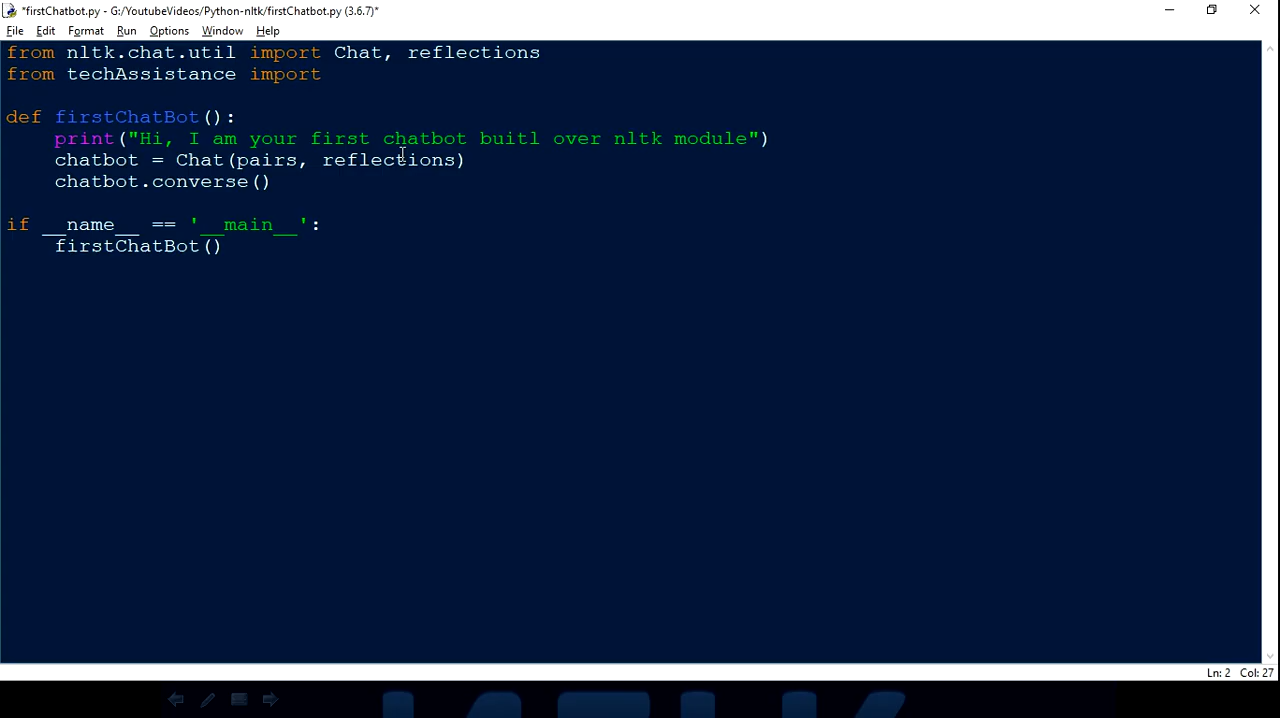 *firstChatbot.py - G:/YoutubeVideos/Python-nltk/firstChatbot.py (3.6.7)*
File Edit Format Run Options Window Help
from nltk.chat.util import Chat, reflections
from techAssistance import
def firstChatBot():
print("Hi, I am your first chatbot buitl over nltk module")
chatbot = Chat(pairs, reflections)
chatbot.converse()
if __name__ == '__main__':
firstChatBot()
Ln: 2 Col: 27